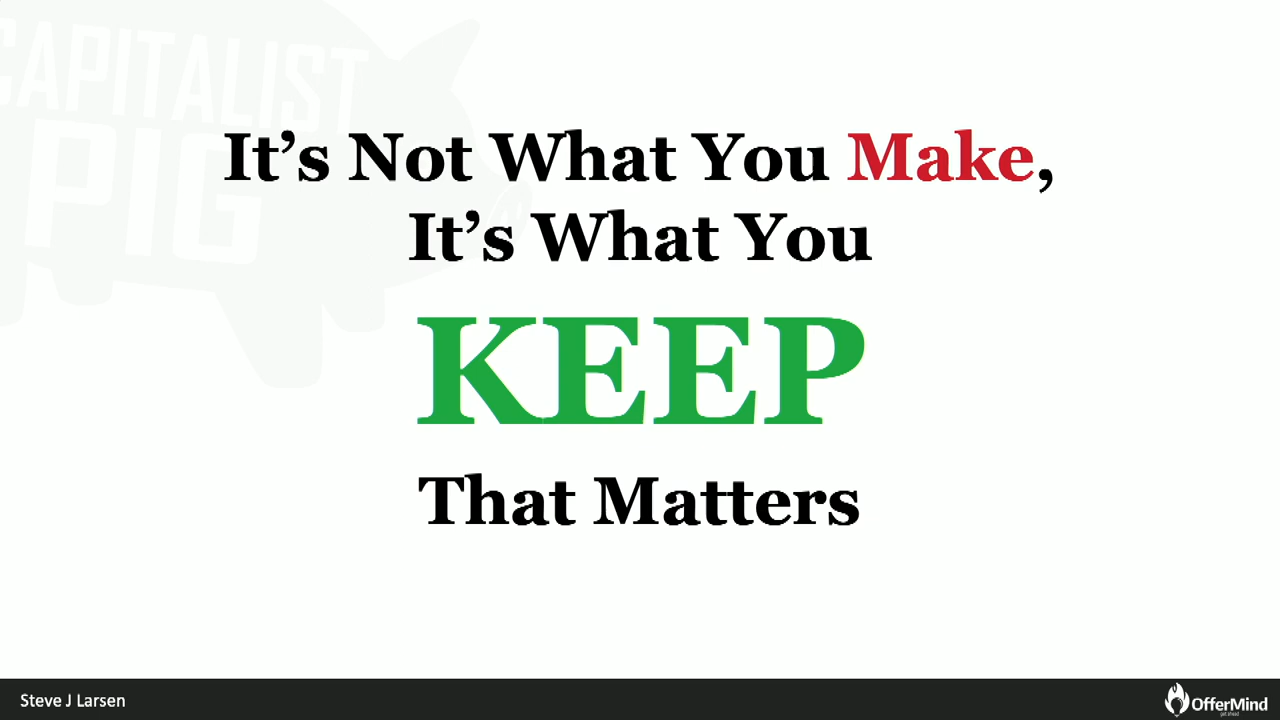 CAPITALIST
PIG
It’s Not What You Make,
It’s What You
KEEP
That Matters
Steve J Larsen
OfferMind